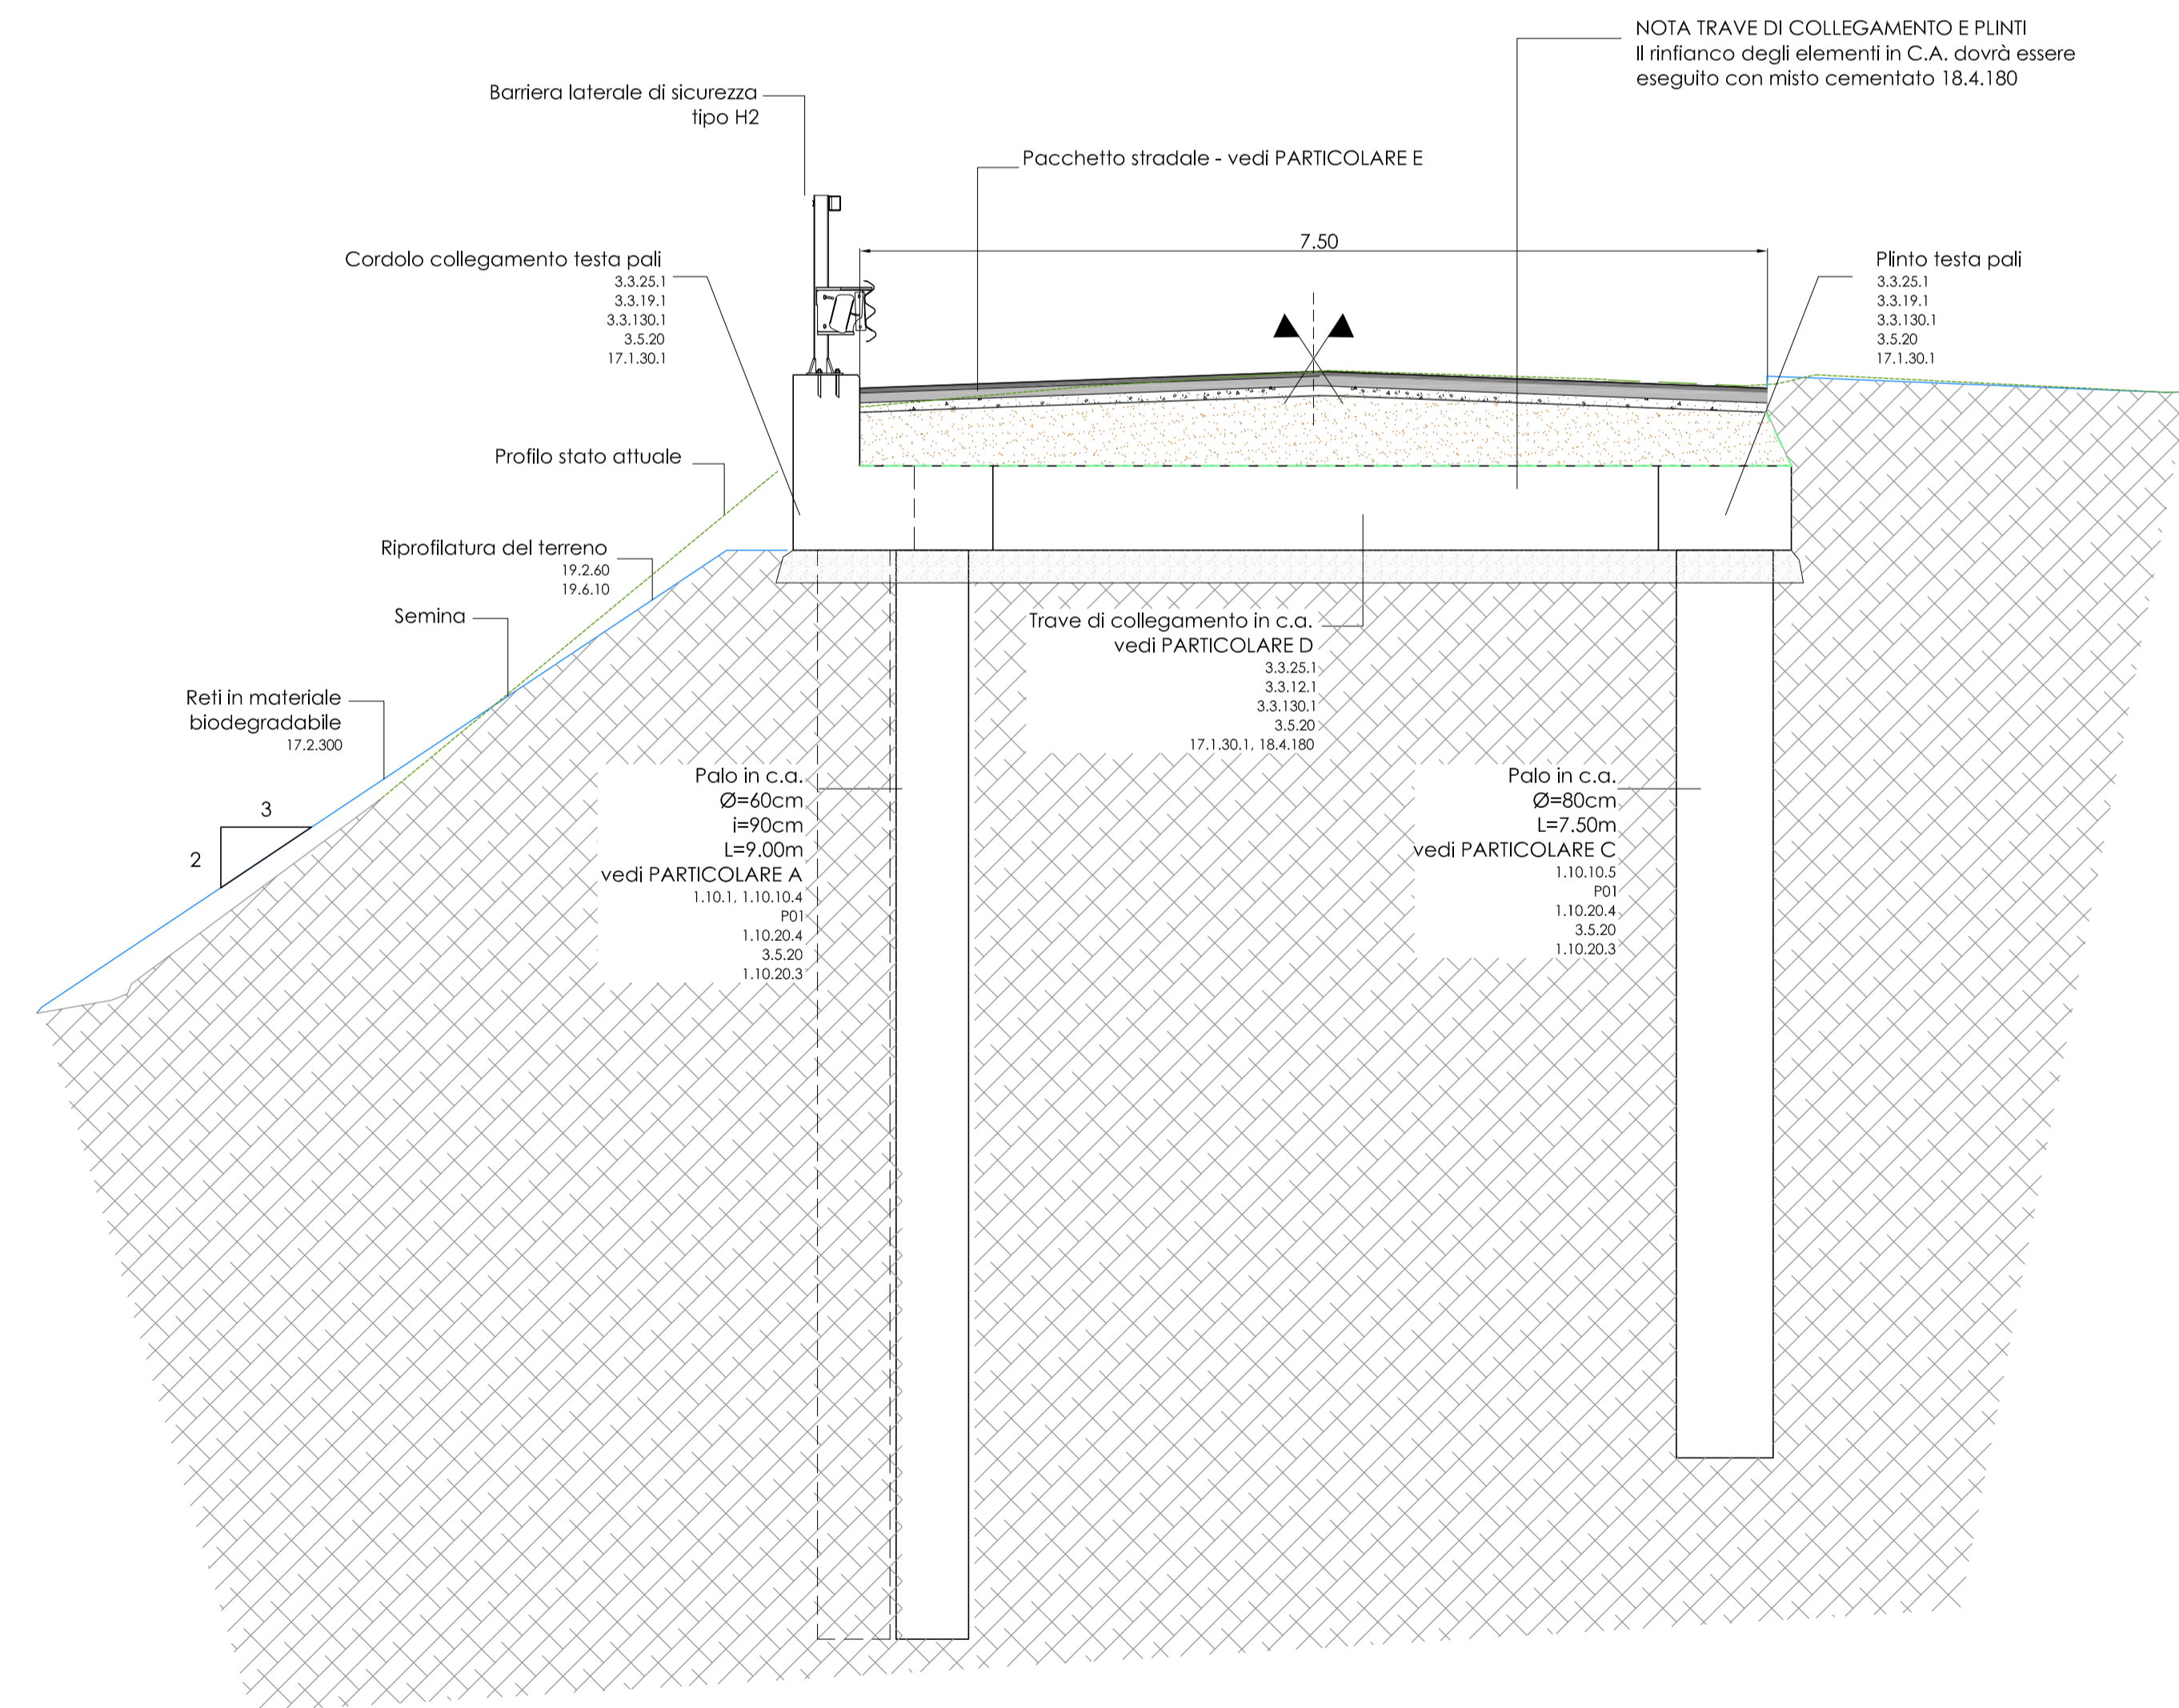 NOTA TRAVE DI COLLEGAMENTO E PLINTI
Il rinfianco degli elementi in C.A. dovrà essere
eseguito con misto cementato 18.4.180
Barriera laterale di sicurezza
tipo H2
Pacchetto stradale - vedi PARTICOLARE E
7.50
Cordolo collegamento testa pali
3.3.25.1
3.3.19.1
3.3.130.1
3.5.20
17.1.30.1
Plinto testa pali
3.3.25.1
3.3.19.1
3.3.130.1
3.5.20
17.1.30.1
Profilo stato attuale
Riprofilatura del terreno
19.2.60
19.6.10
Semina
Reti in materiale
biodegradabile
17.2.300
3
2
Trave di collegamento in c.a.
vedi PARTICOLARE D
3.3.25.1
3.3.12.1
3.3.130.1
3.5.20
17.1.30.1, 18.4.180
Palo in c.a.
Ø=60cm
i=90cm
L=9.00m
vedi PARTICOLARE A
1.10.1, 1.10.10.4
P01
1.10.20.4
3.5.20
1.10.20.3
Palo in c.a.
Ø=80cm
L=7.50m
vedi PARTICOLARE C
1.10.10.5
P01
1.10.20.4
3.5.20
1.10.20.3